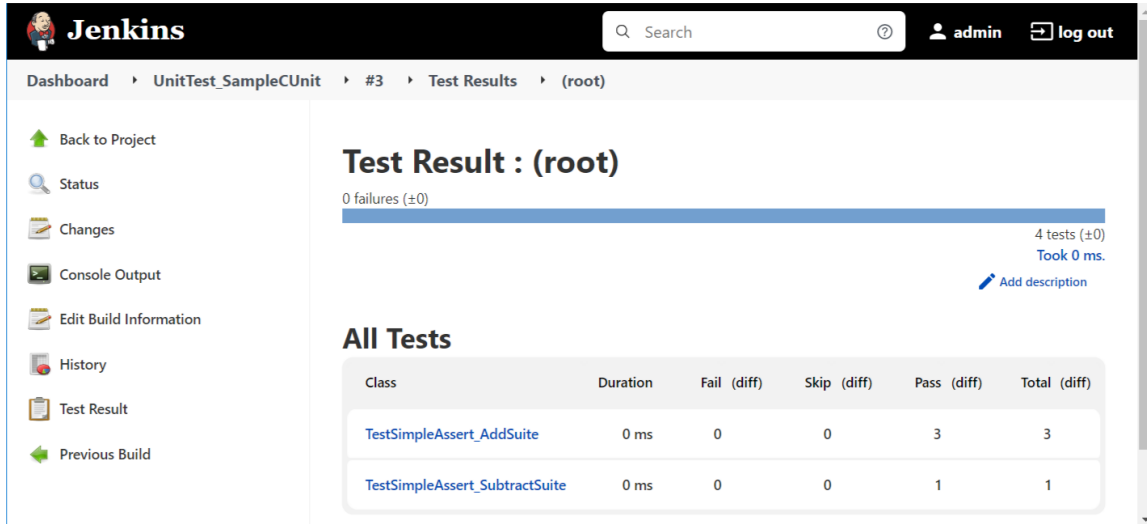 Jenkins
Search
admin
log out
Dashboard UnitTest_SampleCUnit #3 Test Results (root)
Back to Project
Status
Changes
Console Output
Edit Build Information
History
Test Result
Previous Build
Test Result : (root)
0 failures (±0)
4 tests (±0)
Took 0 ms.
Add description
All Tests
Class Duration Fail (diff) Skip (diff) Pass (diff) Total (diff)
TestSimpleAssert_AddSuite 0 ms 0 0 3 3
TestSimpleAssert_SubtractSuite 0 ms 0 0 1 1